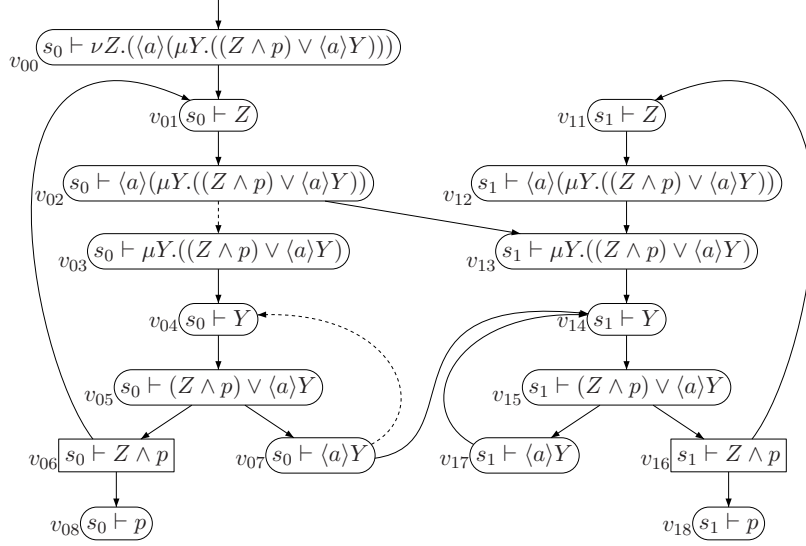 v₀₀ s₀ ⊢ νZ.(⟨a⟩(μY.((Z ∧ p) ∨ ⟨a⟩Y)))
v₀₁ s₀ ⊢ Z
v₁₁ s₁ ⊢ Z
v₀₂ s₀ ⊢ ⟨a⟩(μY.((Z ∧ p) ∨ ⟨a⟩Y))
v₁₂ s₁ ⊢ ⟨a⟩(μY.((Z ∧ p) ∨ ⟨a⟩Y))
v₀₃ s₀ ⊢ μY.((Z ∧ p) ∨ ⟨a⟩Y)
v₁₃ s₁ ⊢ μY.((Z ∧ p) ∨ ⟨a⟩Y)
v₀₄ s₀ ⊢ Y
v₁₄ s₁ ⊢ Y
v₀₅ s₀ ⊢ (Z ∧ p) ∨ ⟨a⟩Y
v₁₅ s₁ ⊢ (Z ∧ p) ∨ ⟨a⟩Y
v₀₆ s₀ ⊢ Z ∧ p
v₀₇ s₀ ⊢ ⟨a⟩Y
v₁₇ s₁ ⊢ ⟨a⟩Y
v₁₆ s₁ ⊢ Z ∧ p
v₀₈ s₀ ⊢ p
v₁₈ s₁ ⊢ p